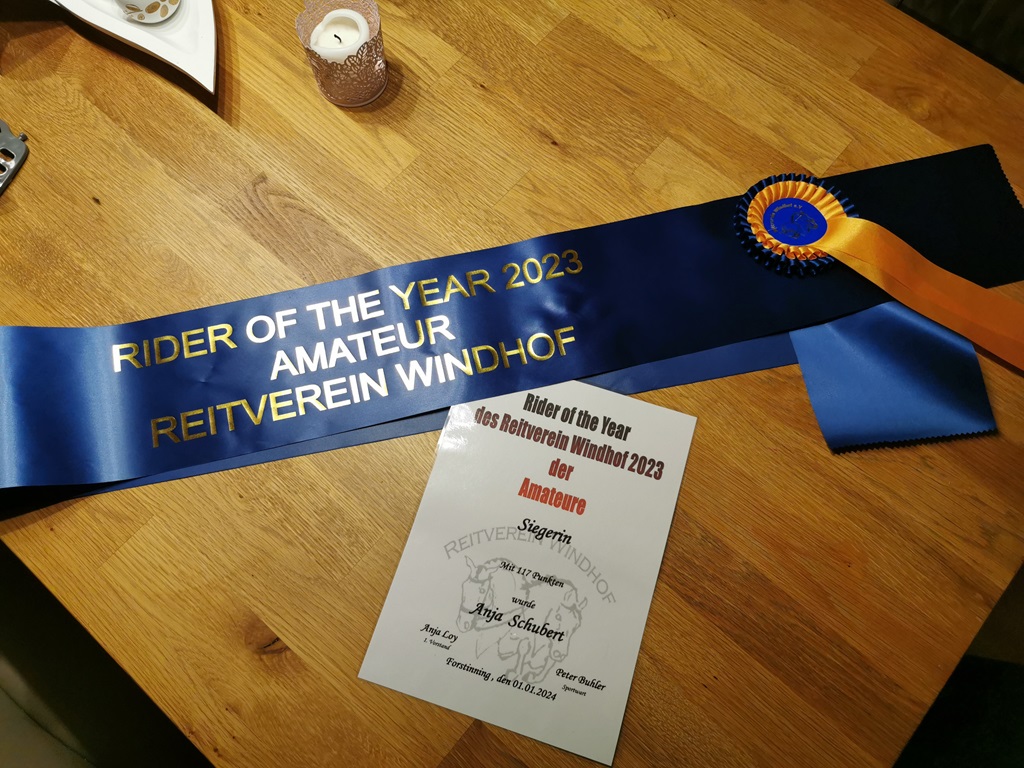 RIDER OF THE YEAR 2023
AMATEUR
REITVEREIN WINDHOF
Rider of the Year
des Reitverein Windhof 2023
der
Amateure
Siegerin
REITVEREIN WINDHOF
Mit 117 Punkten
wurde
Anja Schubert
Anja Loy
1. Vorstand
Peter Buhler
Sportwart
Forstinning , den 01.01.2024